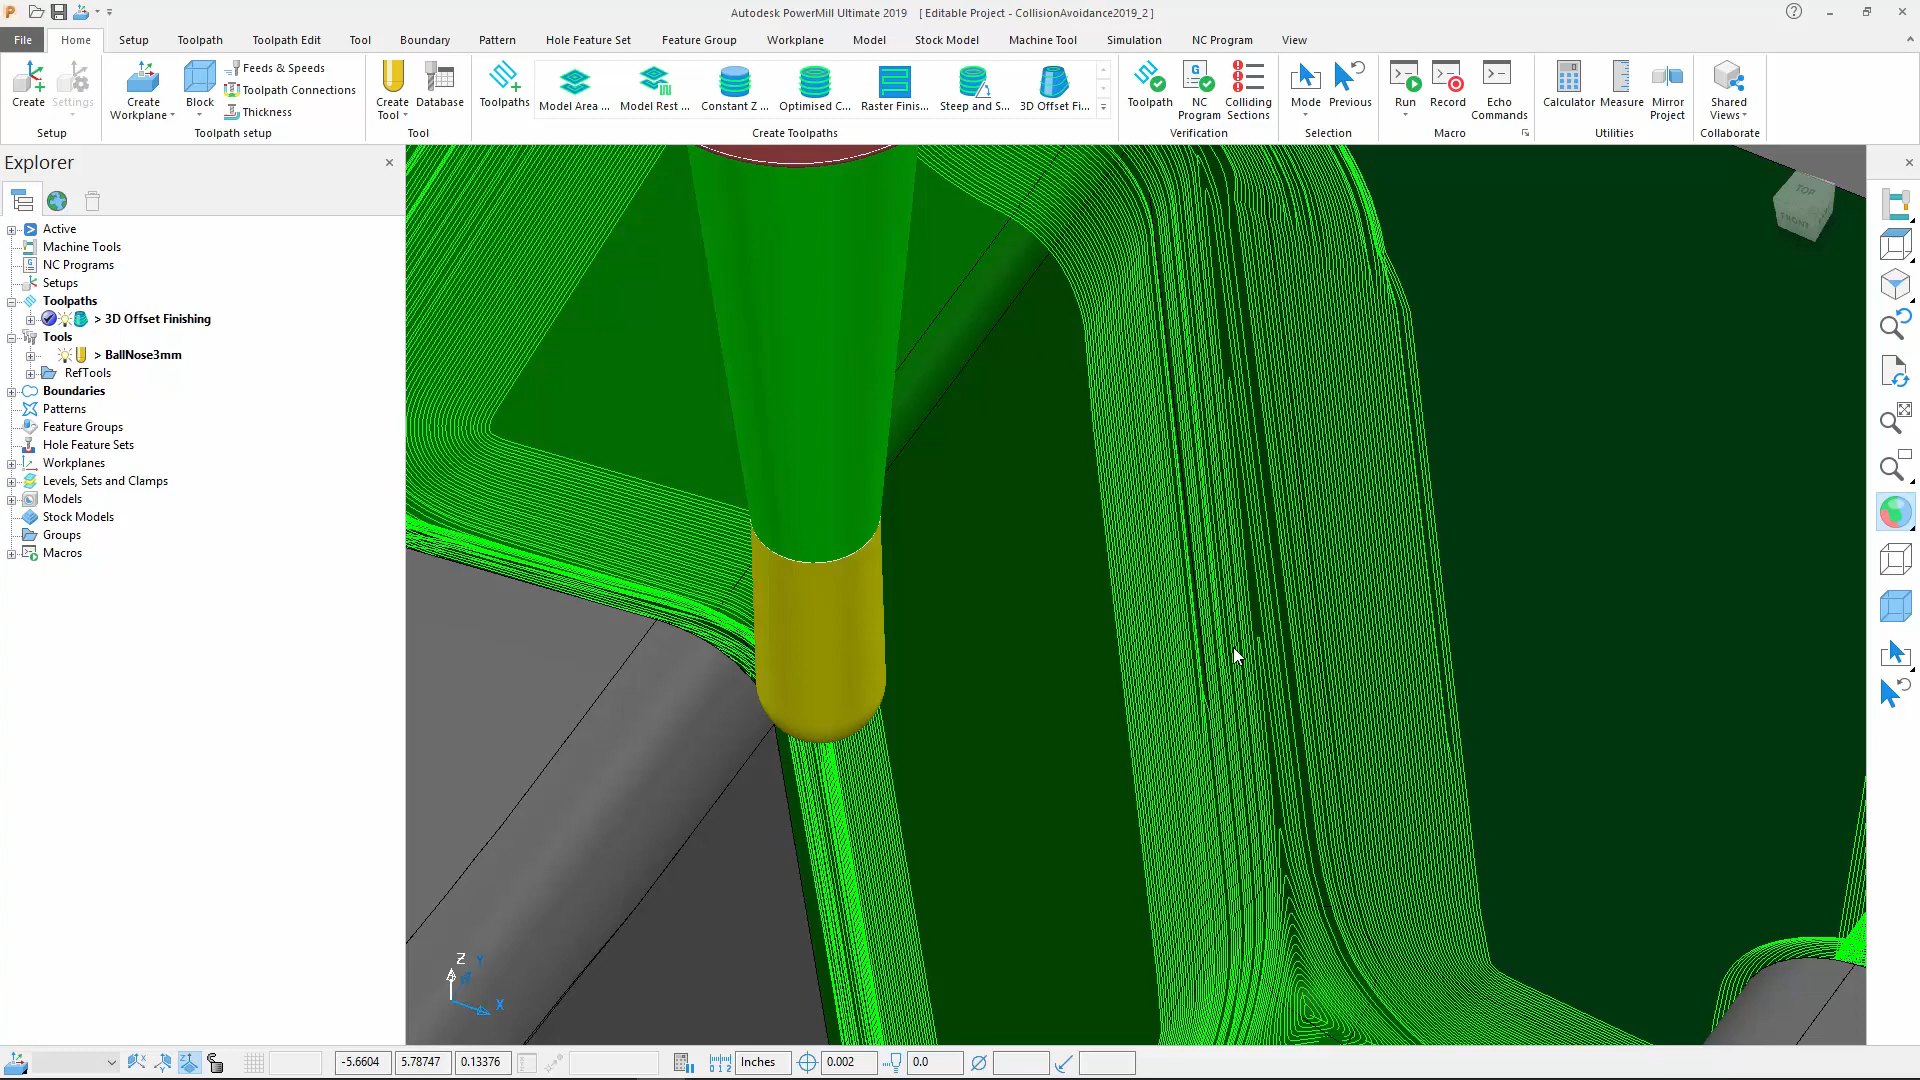 Autodesk PowerMill Ultimate 2019 [ Editable Project - CollisionAvoidance2019_2 ]
File Home Setup Toolpath Toolpath Edit Tool Boundary Pattern Hole Feature Set Feature Group Workplane Model Stock Model Machine Tool Simulation NC Program View
Create
Settings
Setup
Create
Workplane
Block
Feeds & Speeds
Toolpath Connections
Thickness
Toolpath setup
Create
Tool
Database
Tool
Toolpaths
Model Area ...
Model Rest ...
Constant Z ...
Optimised C...
Raster Finis...
Steep and S...
3D Offset Fi...
Create Toolpaths
Toolpath
NC
Program
Colliding
Sections
Verification
Mode
Previous
Selection
Run
Record
Echo
Commands
Macro
Calculator
Measure
Mirror
Project
Utilities
Shared
Views
Collaborate
Explorer
Active
Machine Tools
NC Programs
Setups
Toolpaths
> 3D Offset Finishing
Tools
> BallNose3mm
RefTools
Boundaries
Patterns
Feature Groups
Hole Feature Sets
Workplanes
Levels, Sets and Clamps
Models
Stock Models
Groups
Macros
TOP
FRONT
Z
Y
X
-5.6604 5.78747 0.13376 Inches 0.002 0.0